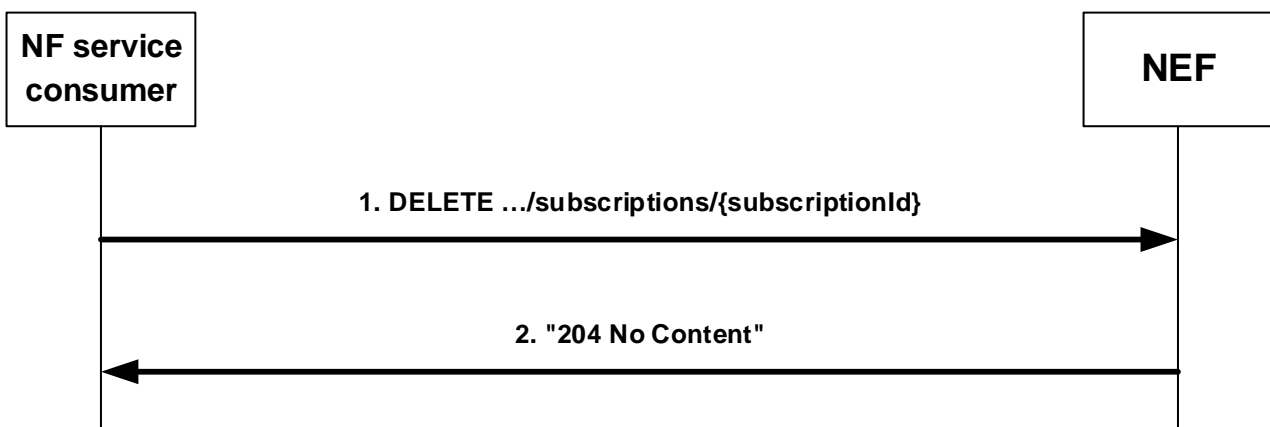 NF service
consumer
NEF
1. DELETE …/subscriptions/{subscriptionId}
2. "204 No Content"